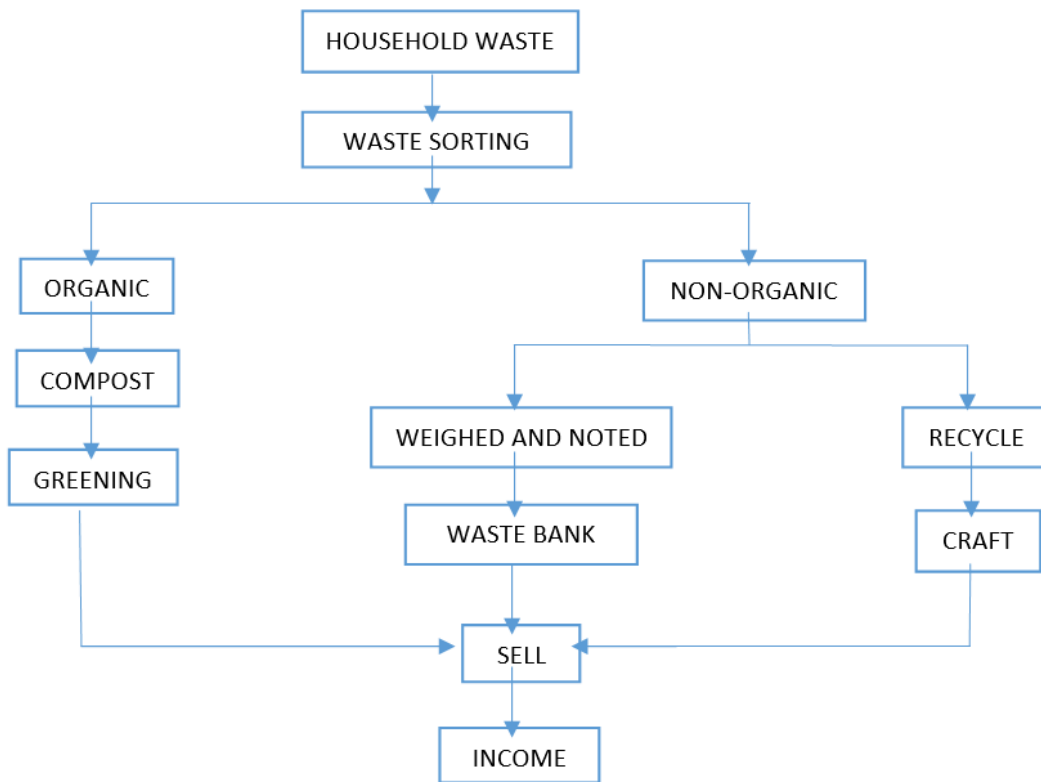 HOUSEHOLD WASTE
WASTE SORTING
ORGANIC
NON-ORGANIC
COMPOST
WEIGHED AND NOTED
RECYCLE
GREENING
WASTE BANK
CRAFT
SELL
INCOME